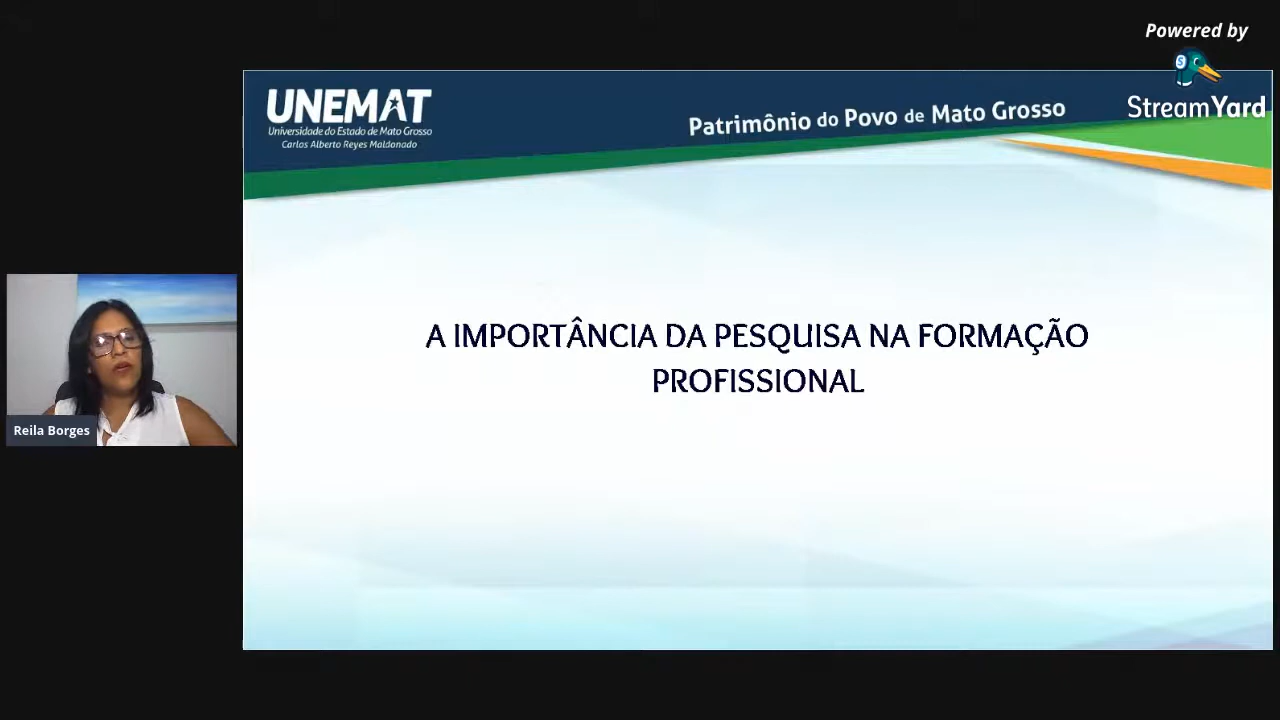 Powered by
StreamYard
UNEMAT
Universidade do Estado de Mato Grosso
Carlos Alberto Reyes Maldonado
Patrimônio do Povo de Mato Grosso
A IMPORTÂNCIA DA PESQUISA NA FORMAÇÃO
PROFISSIONAL
Reila Borges